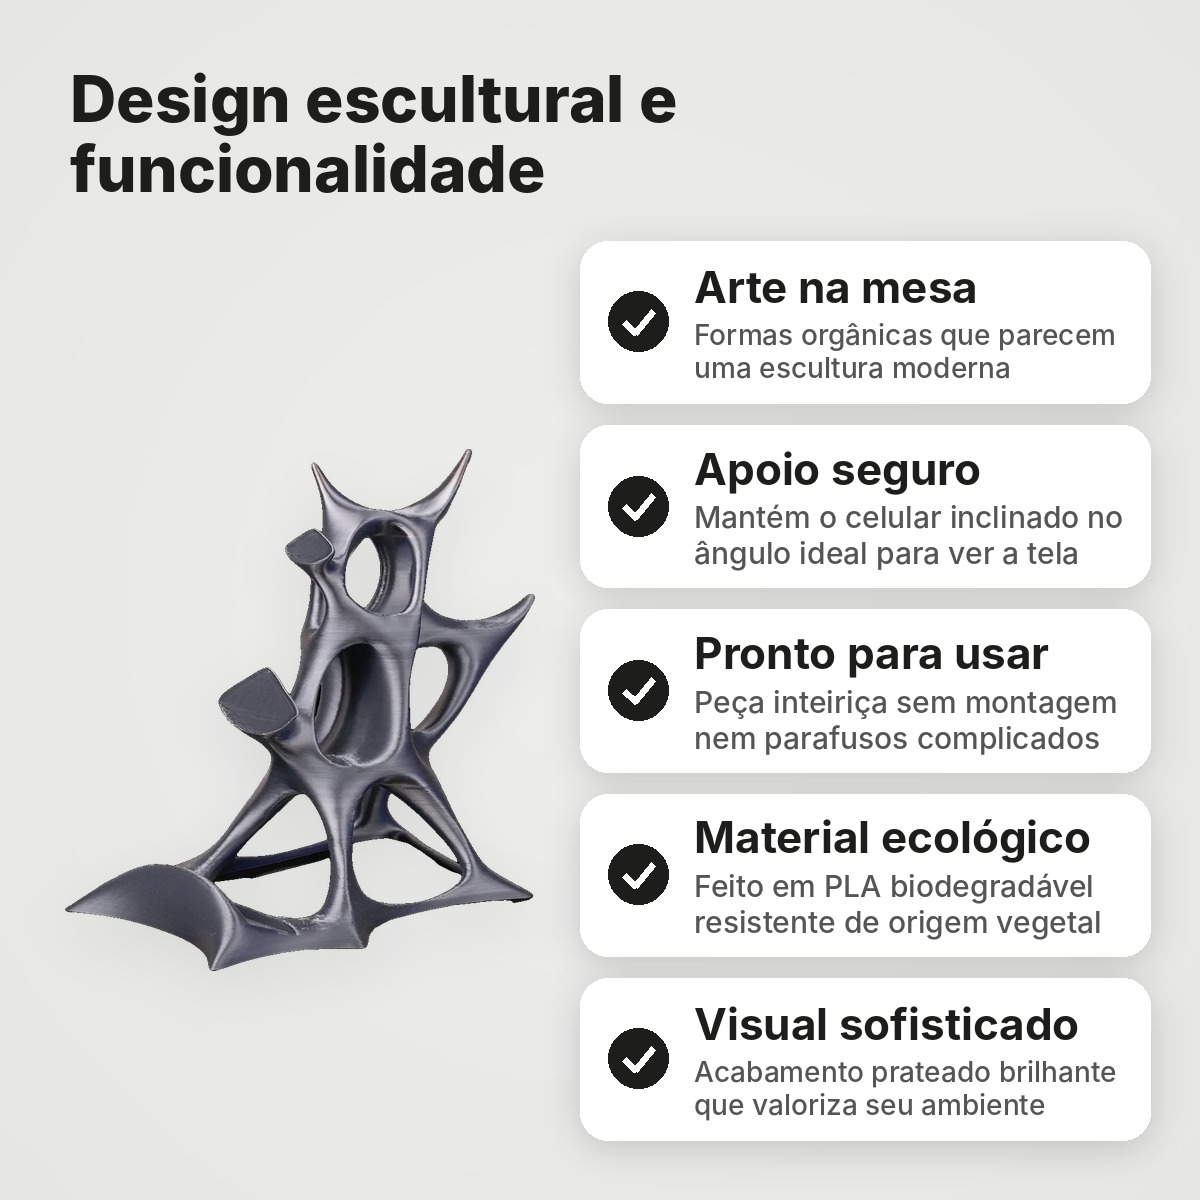 Design escultural e
funcionalidade
Arte na mesa
Formas orgânicas que parecem
uma escultura moderna
Apoio seguro
Mantém o celular inclinado no
ângulo ideal para ver a tela
Pronto para usar
Peça inteiriça sem montagem
nem parafusos complicados
Material ecológico
Feito em PLA biodegradável
resistente de origem vegetal
Visual sofisticado
Acabamento prateado brilhante
que valoriza seu ambiente